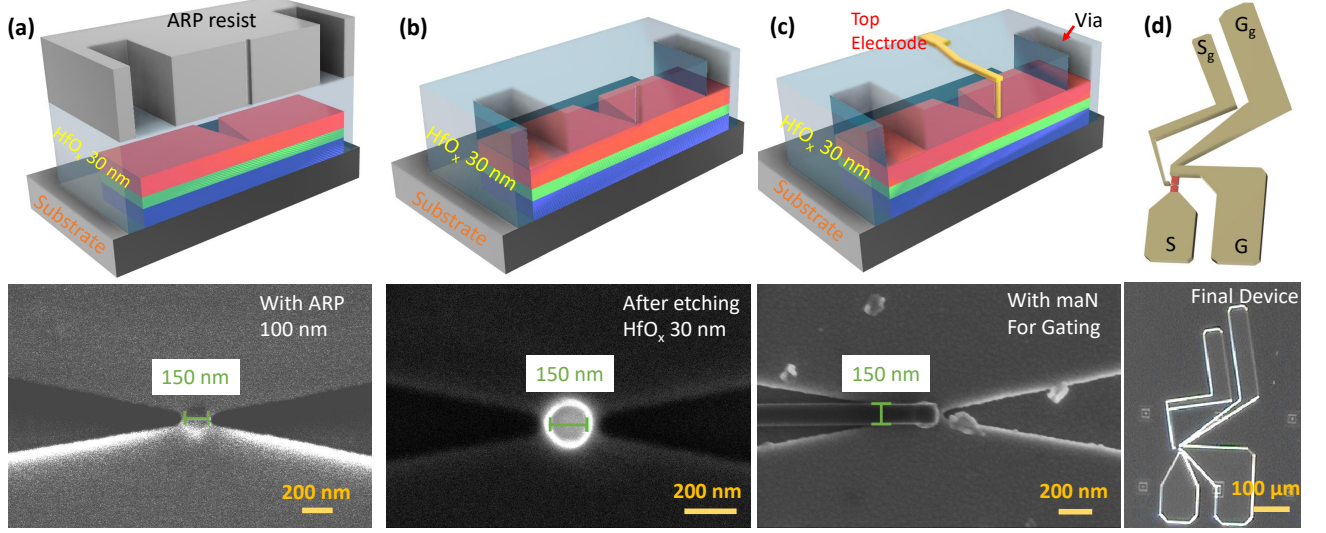 (a)
ARP resist
HfOₓ 30 nm
Substrate
(b)
HfOₓ 30 nm
Substrate
(c)
Top
Electrode
Via
HfOₓ 30 nm
Substrate
(d)
S_g
G_g
S
G
With ARP
100 nm
150 nm
200 nm
After etching
HfOₓ 30 nm
150 nm
200 nm
With maN
For Gating
150 nm
200 nm
Final Device
100 µm